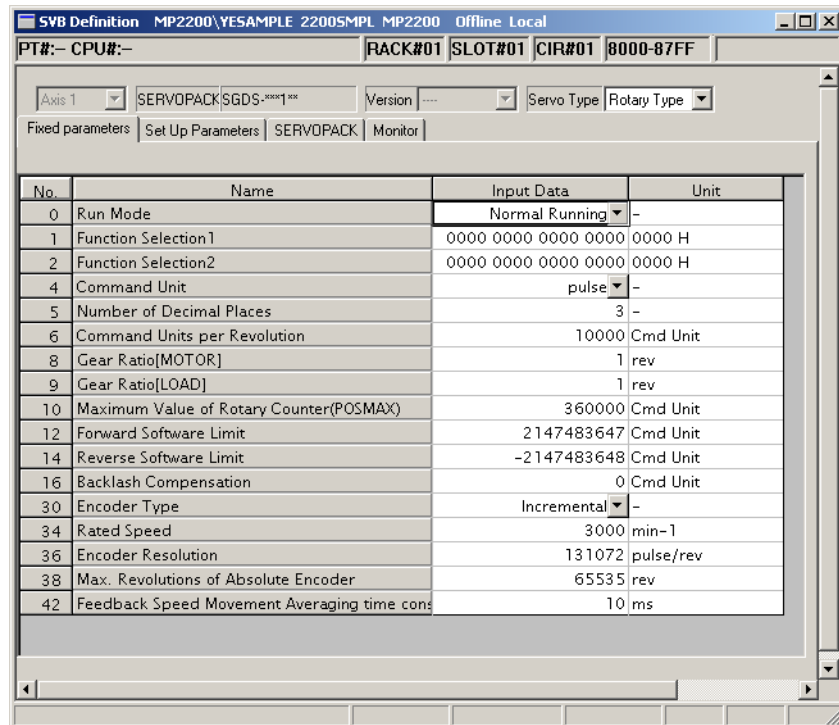 SVB Definition MP2200\YESAMPLE 2200SMPL MP2200 Offline Local
PT#:– CPU#:– RACK#01 SLOT#01 CIR#01 8000-87FF
Axis 1 SERVOPACK SGDS-***1** Version ---- Servo Type Rotary Type
Fixed parameters Set Up Parameters SERVOPACK Monitor
No. Name Input Data Unit
0 Run Mode Normal Running –
1 Function Selection1 0000 0000 0000 0000 0000 H
2 Function Selection2 0000 0000 0000 0000 0000 H
4 Command Unit pulse –
5 Number of Decimal Places 3 –
6 Command Units per Revolution 10000 Cmd Unit
8 Gear Ratio[MOTOR] 1 rev
9 Gear Ratio[LOAD] 1 rev
10 Maximum Value of Rotary Counter(POSMAX) 360000 Cmd Unit
12 Forward Software Limit 2147483647 Cmd Unit
14 Reverse Software Limit -2147483648 Cmd Unit
16 Backlash Compensation 0 Cmd Unit
30 Encoder Type Incremental –
34 Rated Speed 3000 min-1
36 Encoder Resolution 131072 pulse/rev
38 Max. Revolutions of Absolute Encoder 65535 rev
42 Feedback Speed Movement Averaging time cons 10 ms